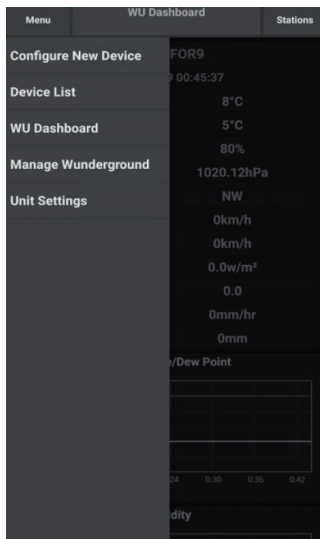 Menu
WU Dashboard
Stations
Configure New Device
Device List
WU Dashboard
Manage Wunderground
Unit Settings
FOR9
00:45:37
8°C
5°C
80%
1020.12hPa
NW
0km/h
0km/h
0.0w/m²
0.0
0mm/hr
0mm
/Dew Point
24 0:30 0:36 0:42
dity